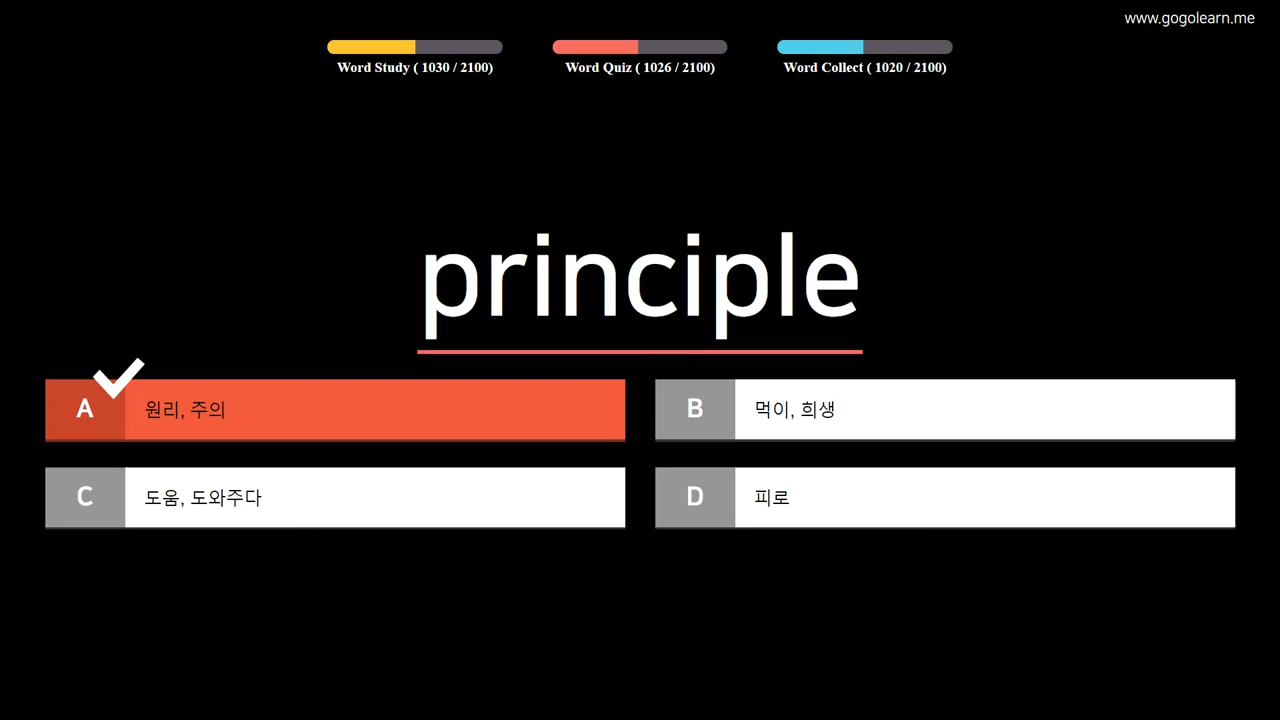 www.gogolearn.me
Word Study ( 1030 / 2100)
Word Quiz ( 1026 / 2100)
Word Collect ( 1020 / 2100)
principle
A 원리, 주의
B 먹이, 희생
C 도움, 도와주다
D 피로